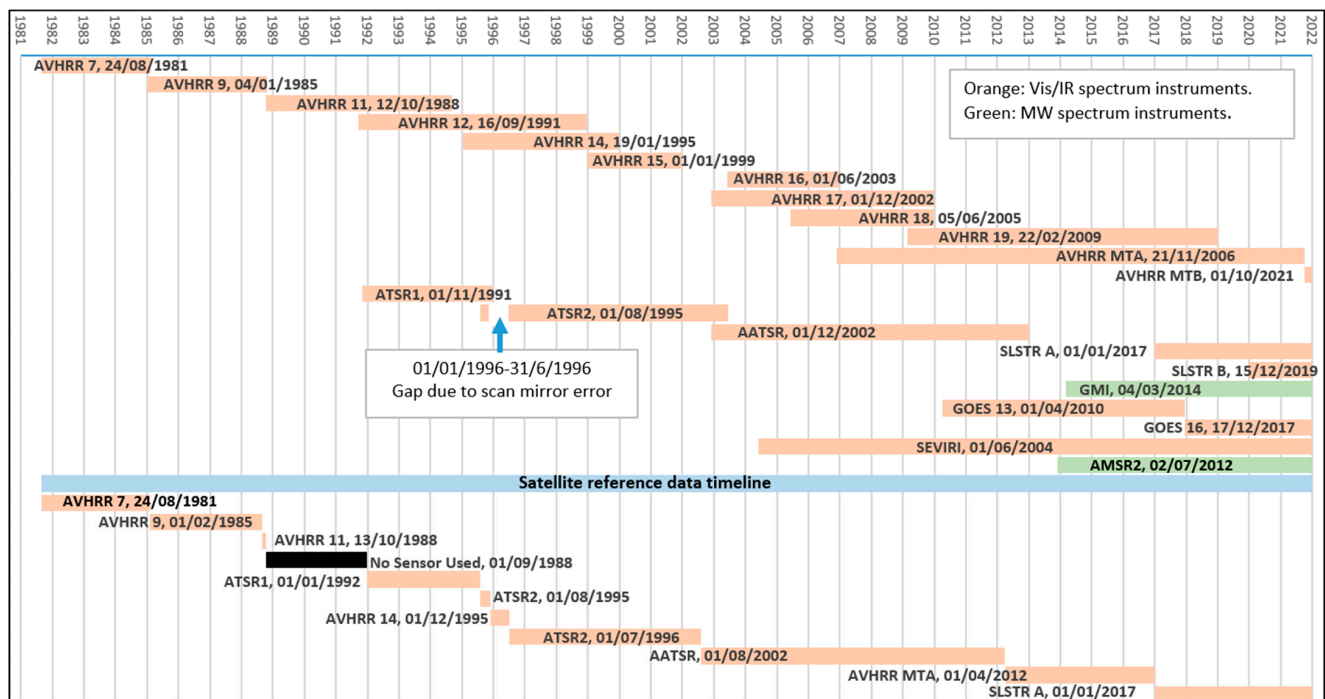 1981 1982 1983 1984 1985 1986 1987 1988 1989 1990 1991 1992 1993 1994 1995 1996 1997 1998 1999 2000 2001 2002 2003 2004 2005 2006 2007 2008 2009 2010 2011 2012 2013 2014 2015 2016 2017 2018 2019 2020 2021 2022
AVHRR 7, 24/08/1981
Orange: Vis/IR spectrum instruments.
Green: MW spectrum instruments.
AVHRR 9, 04/01/1985
AVHRR 11, 12/10/1988
AVHRR 12, 16/09/1991
AVHRR 14, 19/01/1995
AVHRR 15, 01/01/1999
AVHRR 16, 01/06/2003
AVHRR 17, 01/12/2002
AVHRR 18, 05/06/2005
AVHRR 19, 22/02/2009
AVHRR MTA, 21/11/2006
AVHRR MTB, 01/10/2021
ATSR1, 01/11/1991
ATSR2, 01/08/1995
AATSR, 01/12/2002
01/01/1996-31/6/1996
Gap due to scan mirror error
SLSTR A, 01/01/2017
SLSTR B, 15/12/2019
GMI, 04/03/2014
GOES 13, 01/04/2010
GOES 16, 17/12/2017
SEVIRI, 01/06/2004
AMSR2, 02/07/2012
Satellite reference data timeline
AVHRR 7, 24/08/1981
AVHRR 9, 01/02/1985
AVHRR 11, 13/10/1988
No Sensor Used, 01/09/1988
ATSR1, 01/01/1992
ATSR2, 01/08/1995
AVHRR 14, 01/12/1995
ATSR2, 01/07/1996
AATSR, 01/08/2002
AVHRR MTA, 01/04/2012
SLSTR A, 01/01/2017